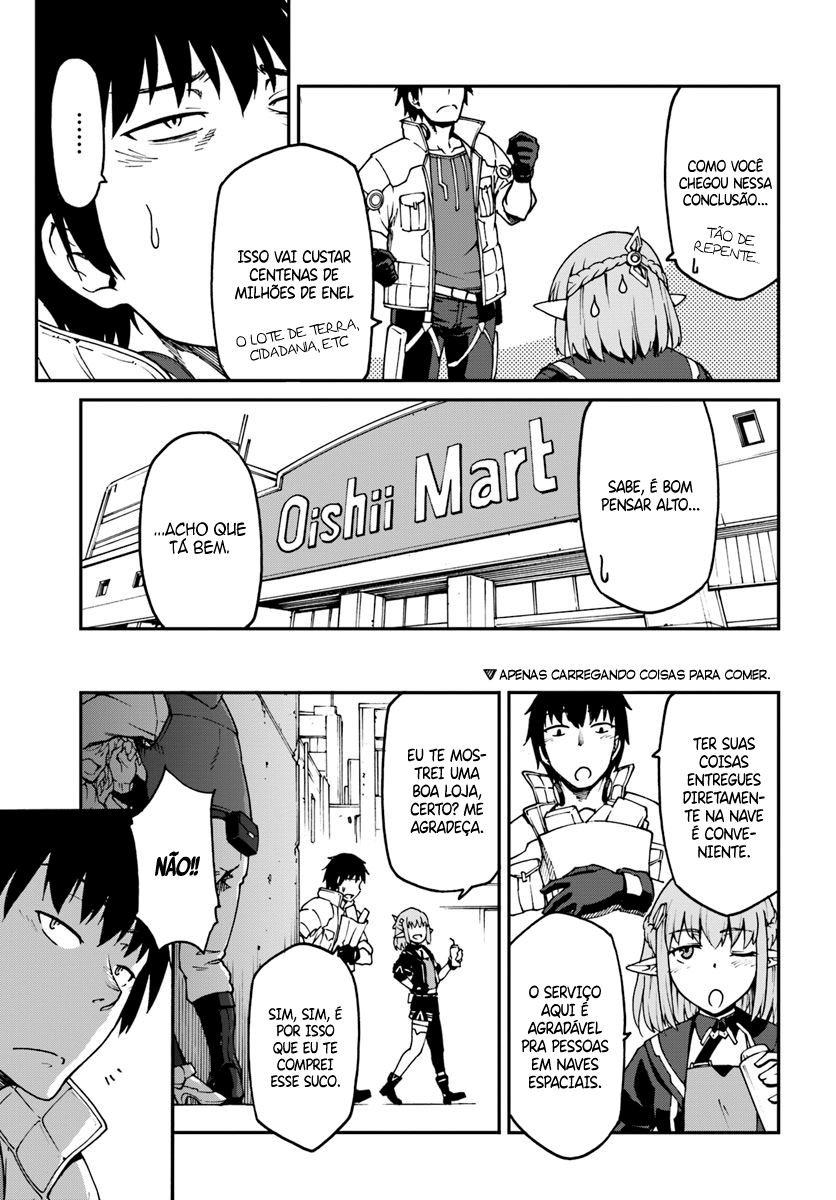 COMO VOCÊ
CHEGOU NESSA
CONCLUSÃO...
TÃO DE
REPENTE...
ISSO VAI CUSTAR
CENTENAS DE
MILHÕES DE ENEL
O LOTE DE TERRA,
CIDADANIA, ETC
.......
SABE, É BOM
PENSAR ALTO...
Oishii Mart
...ACHO QUE
TÁ BEM.
APENAS CARREGANDO COISAS PARA COMER.
TER SUAS
COISAS
ENTREGUES
DIRETAMEN-
TE NA NAVE
É CONVE-
NIENTE.
O SERVIÇO
AQUI É
AGRADÁVEL
PRA PESSOAS
EM NAVES
ESPACIAIS.
EU TE MOS-
TREI UMA
BOA LOJA,
CERTO? ME
AGRADEÇA.
SIM, SIM, É
POR ISSO
QUE EU TE
COMPREI
ESSE SUCO.
NÃO!!